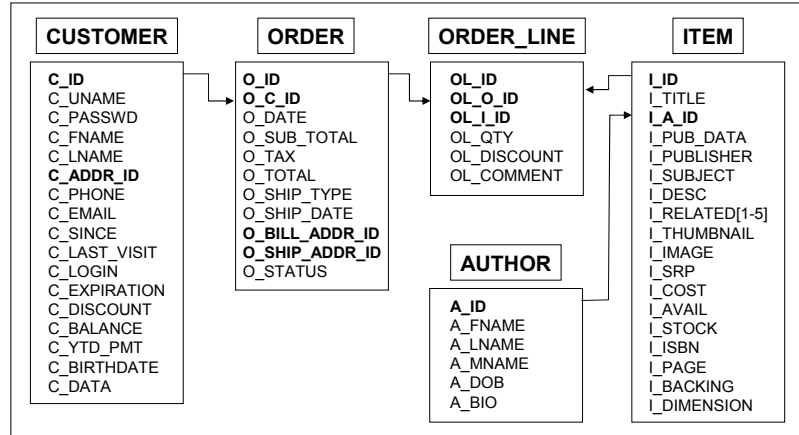 CUSTOMER
C_ID
C_UNAME
C_PASSWD
C_FNAME
C_LNAME
C_ADDR_ID
C_PHONE
C_EMAIL
C_SINCE
C_LAST_VISIT
C_LOGIN
C_EXPIRATION
C_DISCOUNT
C_BALANCE
C_YTD_PMT
C_BIRTHDATE
C_DATA
ORDER
O_ID
O_C_ID
O_DATE
O_SUB_TOTAL
O_TAX
O_TOTAL
O_SHIP_TYPE
O_SHIP_DATE
O_BILL_ADDR_ID
O_SHIP_ADDR_ID
O_STATUS
ORDER_LINE
OL_ID
OL_O_ID
OL_I_ID
OL_QTY
OL_DISCOUNT
OL_COMMENT
AUTHOR
A_ID
A_FNAME
A_LNAME
A_MNAME
A_DOB
A_BIO
ITEM
I_ID
I_TITLE
I_A_ID
I_PUB_DATA
I_PUBLISHER
I_SUBJECT
I_DESC
I_RELATED[1-5]
I_THUMBNAIL
I_IMAGE
I_SRP
I_COST
I_AVAIL
I_STOCK
I_ISBN
I_PAGE
I_BACKING
I_DIMENSION